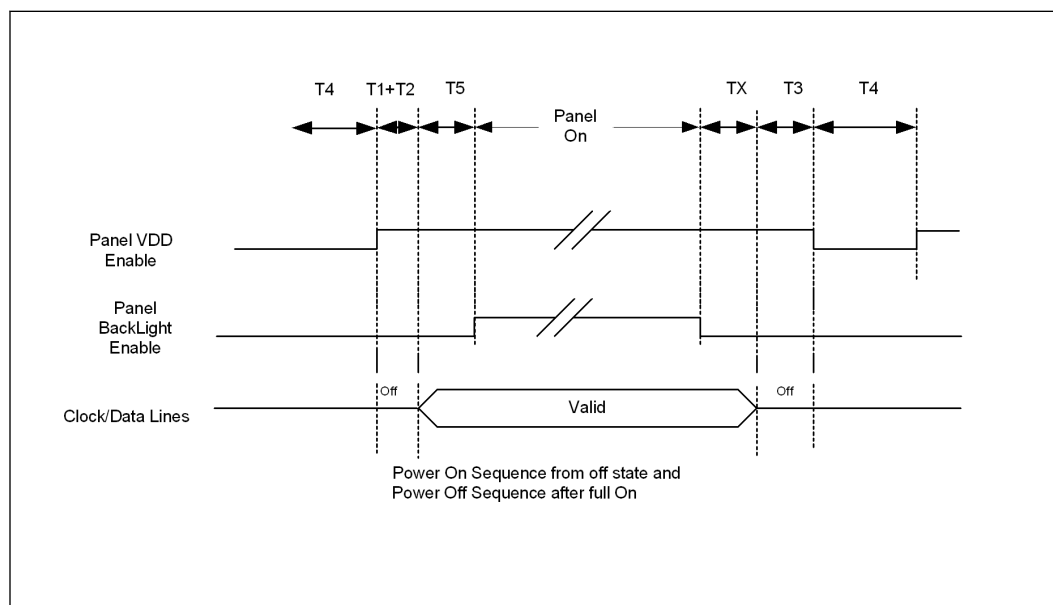 T4
T1+T2
T5
TX
T3
T4
Panel
On
Panel VDD
Enable
Panel
BackLight
Enable
Off
Off
Clock/Data Lines
Valid
Power On Sequence from off state and
Power Off Sequence after full On